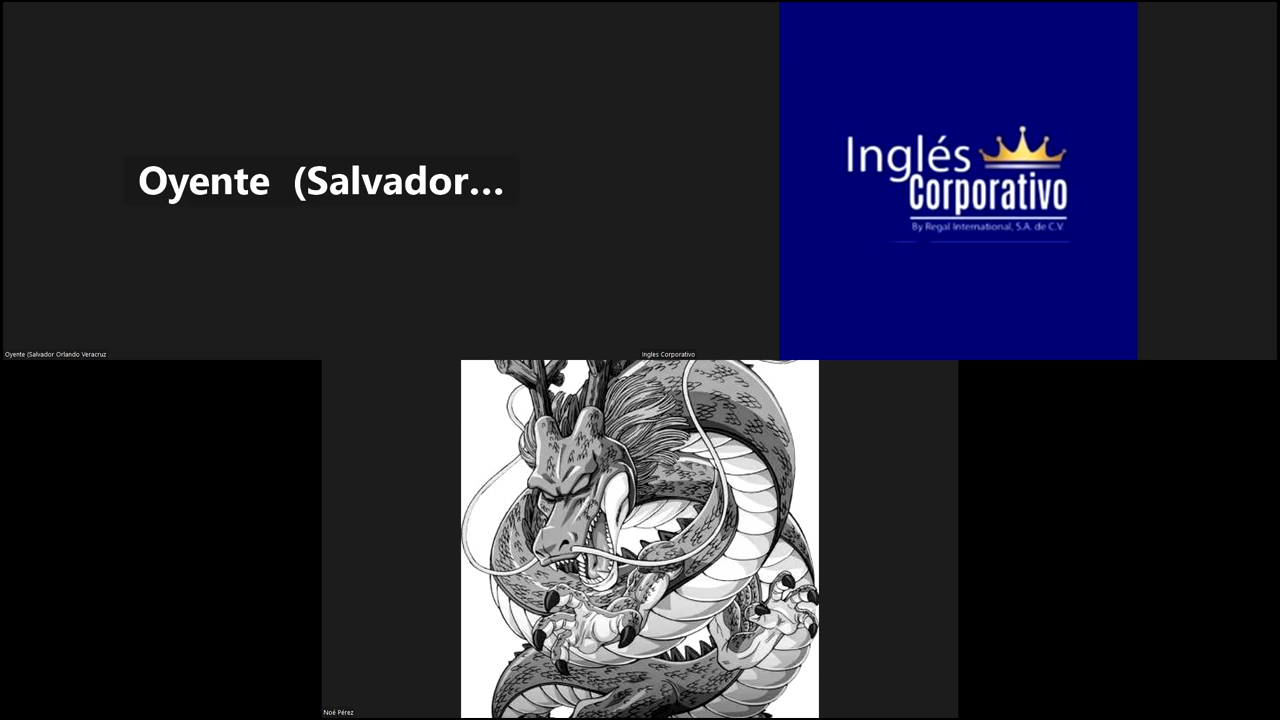 Oyente (Salvador...
Inglés
Corporativo
By Regal International, S.A. de C.V.
Oyente (Salvador Orlando Veracruz
Ingles Corporativo
Noé Pérez